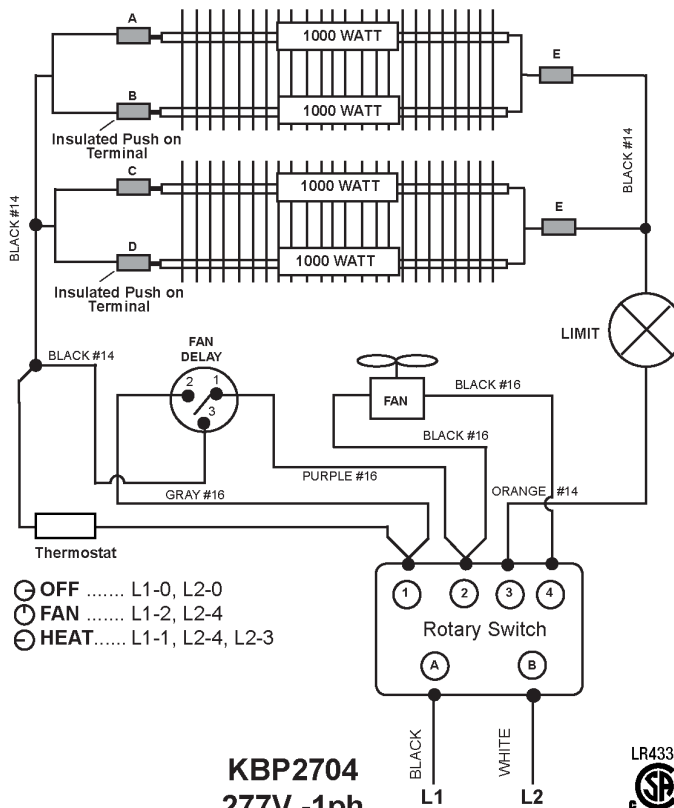 A
1000 WATT
E
B
1000 WATT
Insulated Push on
Terminal
BLACK #14
BLACK #14
C
1000 WATT
E
D
1000 WATT
Insulated Push on
Terminal
LIMIT
BLACK #14
FAN
DELAY
2
1
3
FAN
BLACK #16
BLACK #16
PURPLE #16
GRAY #16
ORANGE #14
Thermostat
OFF ....... L1-0, L2-0
FAN ....... L1-2, L2-4
HEAT...... L1-1, L2-4, L2-3
1
2
3
4
Rotary Switch
A
B
BLACK
WHITE
L1
L2
KBP2704
277V -1ph
LR433
C
SA